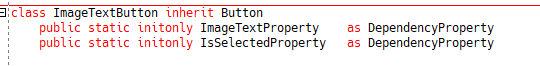 class ImageTextButton inherit Button
public static initonly ImageTextProperty as DependencyProperty
public static initonly IsSelectedProperty as DependencyProperty